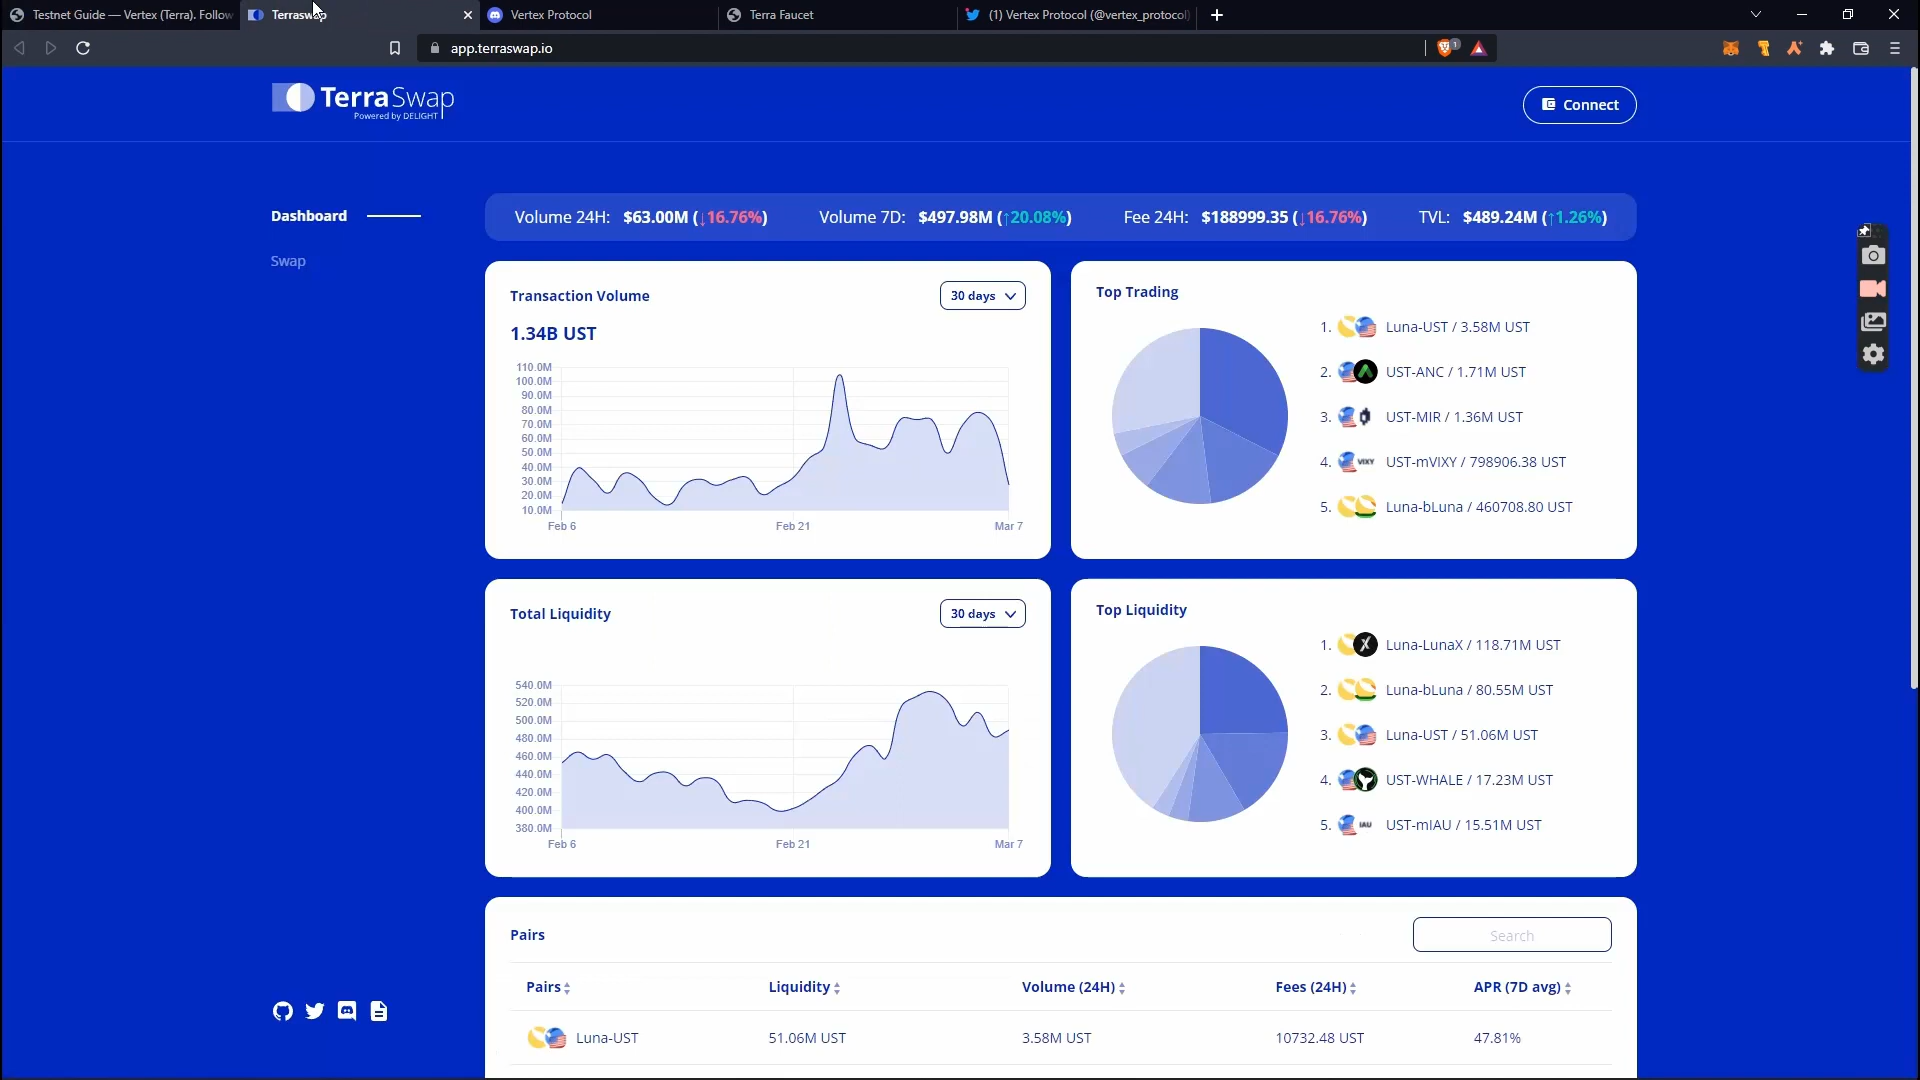 Testnet Guide — Vertex (Terra). Follow
Terraswap
Vertex Protocol
Terra Faucet
(1) Vertex Protocol (@vertex_protocol)
app.terraswap.io
1
TerraSwap
Powered by DELIGHT
Connect
Dashboard
Swap
Volume 24H: $63.00M (↓16.76%)
Volume 7D: $497.98M (↑20.08%)
Fee 24H: $188999.35 (↓16.76%)
TVL: $489.24M (↑1.26%)
Transaction Volume
30 days
1.34B UST
110.0M
100.0M
90.0M
80.0M
70.0M
60.0M
50.0M
40.0M
30.0M
20.0M
10.0M
Feb 6
Feb 21
Mar 7
Top Trading
1. Luna-UST / 3.58M UST
2. UST-ANC / 1.71M UST
3. UST-MIR / 1.36M UST
4. VIXY UST-mVIXY / 798906.38 UST
5. Luna-bLuna / 460708.80 UST
Total Liquidity
30 days
540.0M
520.0M
500.0M
480.0M
460.0M
440.0M
420.0M
400.0M
380.0M
Feb 6
Feb 21
Mar 7
Top Liquidity
1. Luna-LunaX / 118.71M UST
2. Luna-bLuna / 80.55M UST
3. Luna-UST / 51.06M UST
4. UST-WHALE / 17.23M UST
5. IAU UST-mIAU / 15.51M UST
Pairs
Search
Pairs
Liquidity
Volume (24H)
Fees (24H)
APR (7D avg)
Luna-UST
51.06M UST
3.58M UST
10732.48 UST
47.81%